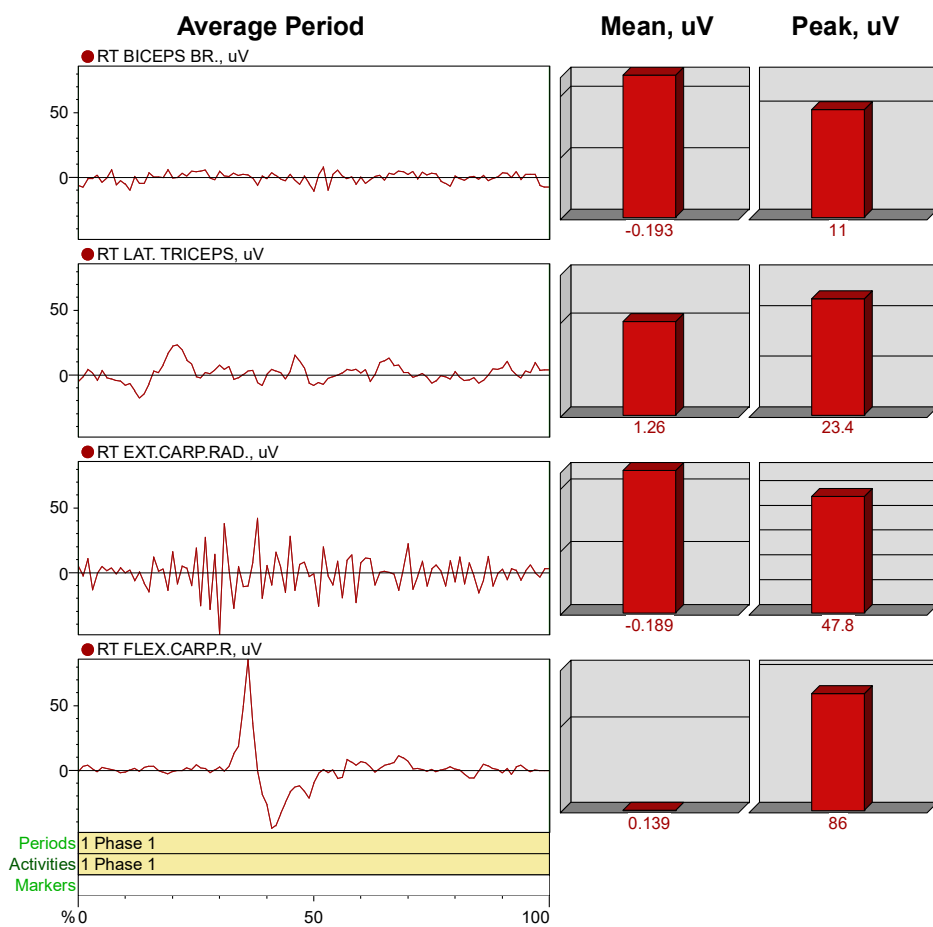 Average Period Mean, uV Peak, uV
RT BICEPS BR., uV
50
0
-0.193 11
RT LAT. TRICEPS, uV
50
0
1.26 23.4
RT EXT.CARP.RAD., uV
50
0
-0.189 47.8
RT FLEX.CARP.R, uV
50
0
0.139 86
Periods 1 Phase 1
Activities 1 Phase 1
Markers
% 0 50 100